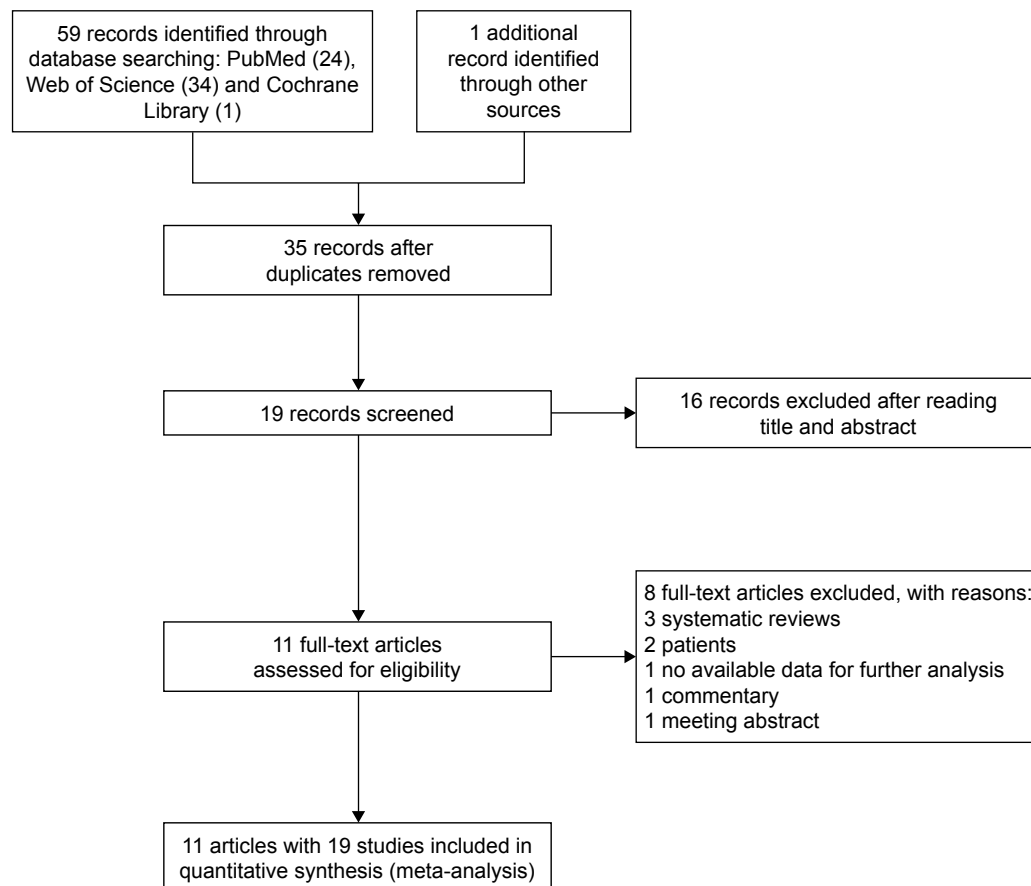 59 records identified through
database searching: PubMed (24),
Web of Science (34) and Cochrane
Library (1)
1 additional
record identified
through other
sources
35 records after
duplicates removed
19 records screened
16 records excluded after reading
title and abstract
11 full-text articles
assessed for eligibility
8 full-text articles excluded, with reasons:
3 systematic reviews
2 patients
1 no available data for further analysis
1 commentary
1 meeting abstract
11 articles with 19 studies included in
quantitative synthesis (meta-analysis)